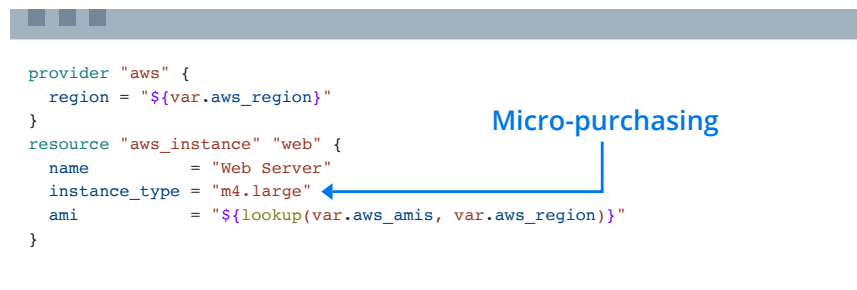 provider "aws" {
  region = "${var.aws_region}"
}
Micro-purchasing
resource "aws_instance" "web" {
  name          = "Web Server"
  instance_type = "m4.large"
  ami           = "${lookup(var.aws_amis, var.aws_region)}"
}